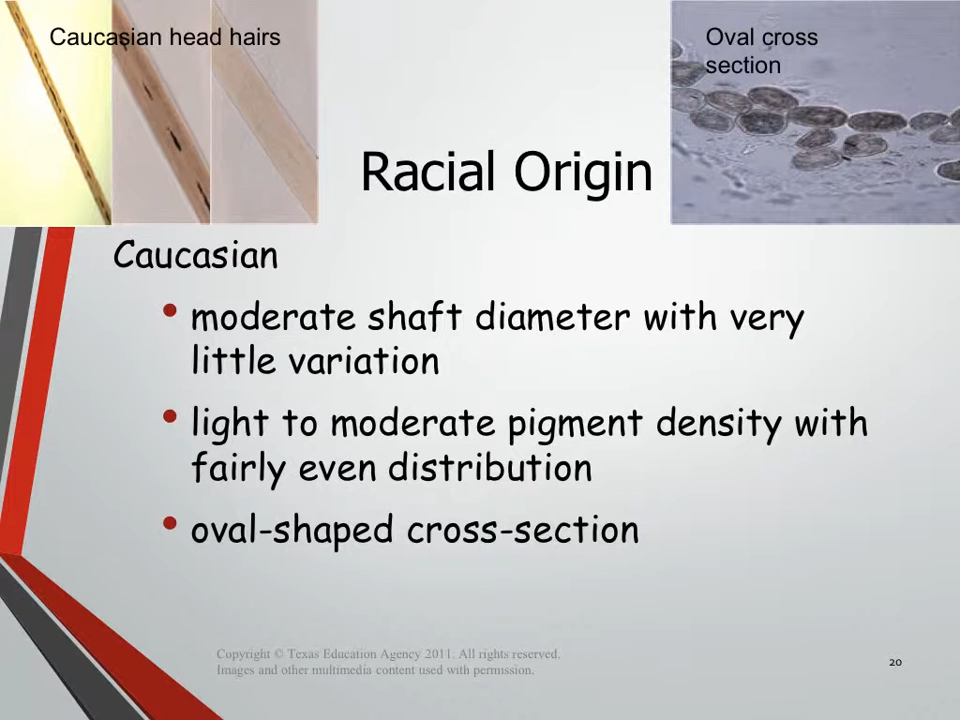 Caucasian head hairs
Oval cross
section
Racial Origin
Caucasian
• moderate shaft diameter with very
little variation
• light to moderate pigment density with
fairly even distribution
• oval-shaped cross-section
Copyright © Texas Education Agency 2011. All rights reserved.
Images and other multimedia content used with permission.
20